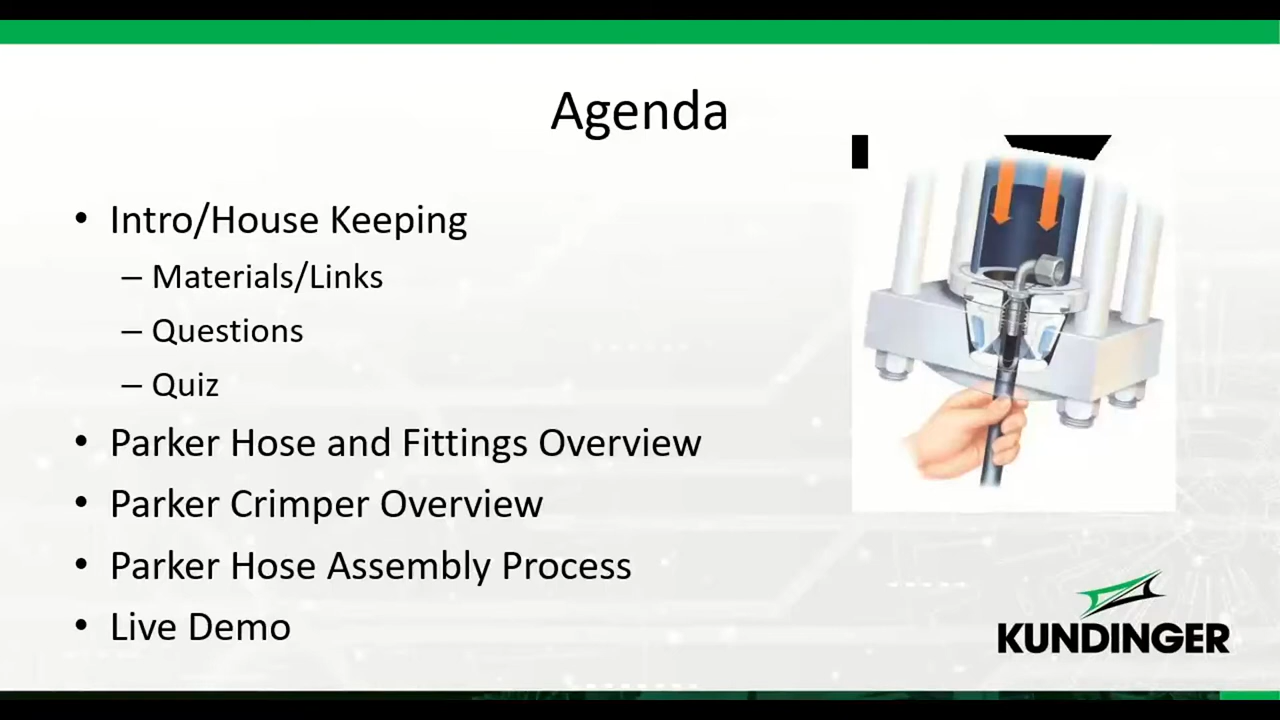 Agenda
• Intro/House Keeping
– Materials/Links
– Questions
– Quiz
• Parker Hose and Fittings Overview
• Parker Crimper Overview
• Parker Hose Assembly Process
• Live Demo
KUNDINGER